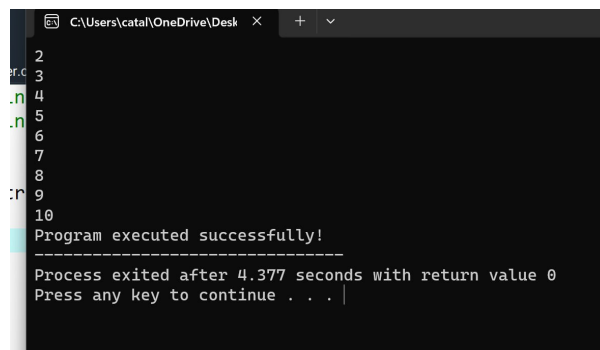 C:\Users\catal\OneDrive\Desk
2
3
4
5
6
7
8
9
10
Program executed successfully!
--------------------------------
Process exited after 4.377 seconds with return value 0
Press any key to continue . . .